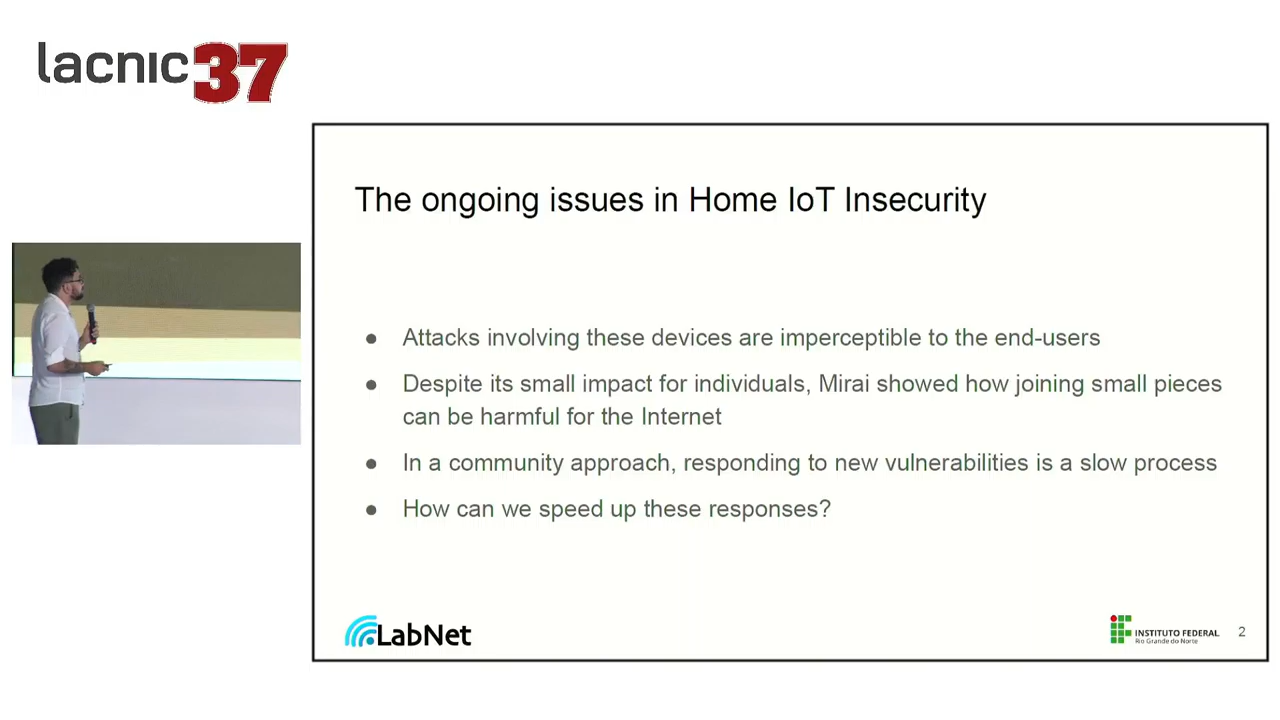 lacnic37
The ongoing issues in Home IoT Insecurity
● Attacks involving these devices are imperceptible to the end-users
● Despite its small impact for individuals, Mirai showed how joining small pieces
can be harmful for the Internet
● In a community approach, responding to new vulnerabilities is a slow process
● How can we speed up these responses?
LabNet
INSTITUTO FEDERAL
Rio Grande do Norte
2